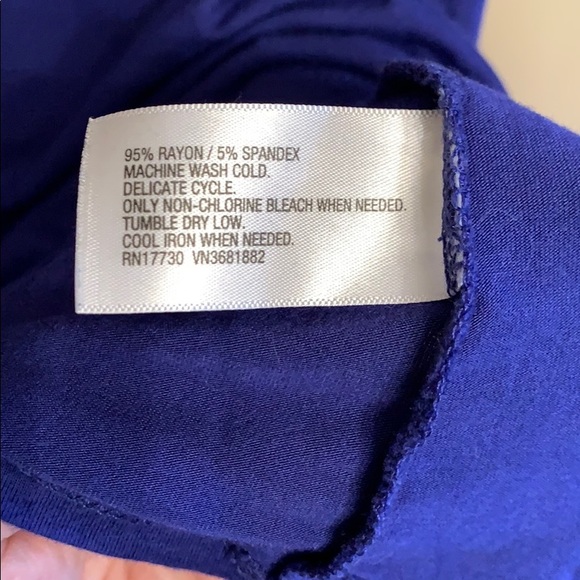 95% RAYON / 5% SPANDEX
MACHINE WASH COLD.
DELICATE CYCLE.
ONLY NON-CHLORINE BLEACH WHEN NEEDED.
TUMBLE DRY LOW.
COOL IRON WHEN NEEDED.
RN17730 VN3681882